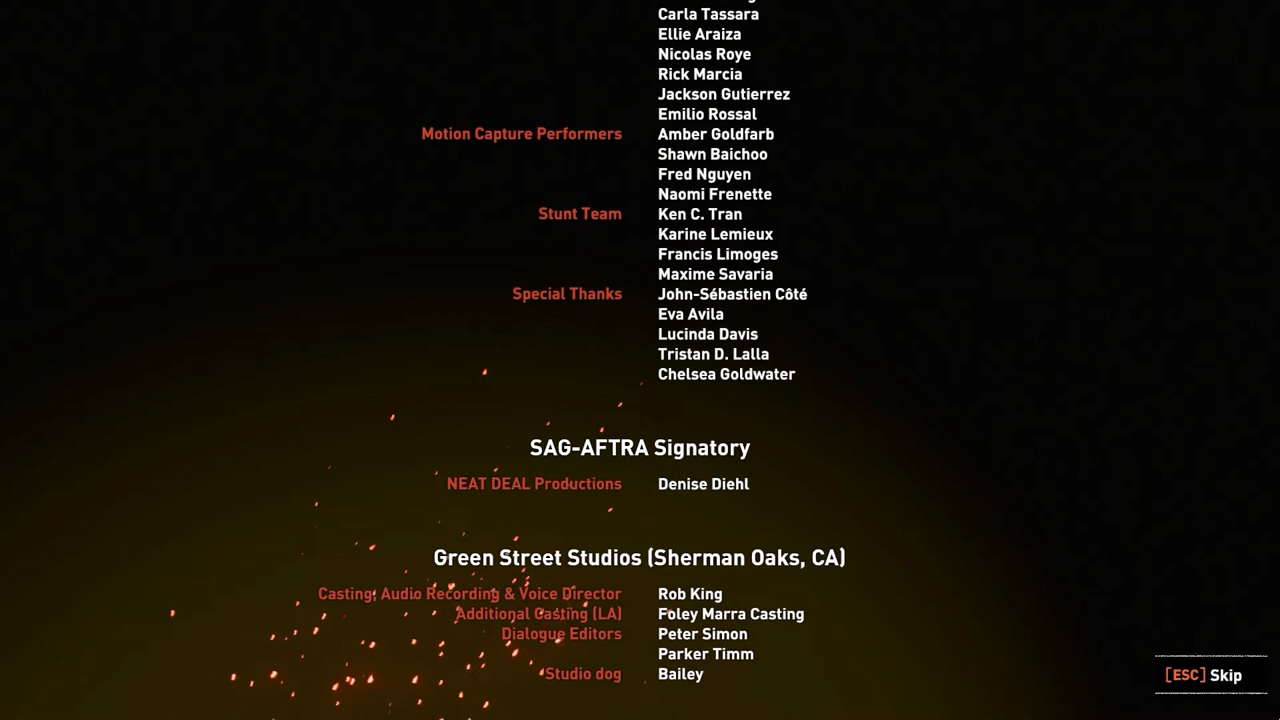 Carla Tassara
Ellie Araiza
Nicolas Roye
Rick Marcia
Jackson Gutierrez
Emilio Rossal
Motion Capture Performers Amber Goldfarb
Shawn Baichoo
Fred Nguyen
Naomi Frenette
Stunt Team Ken C. Tran
Karine Lemieux
Francis Limoges
Maxime Savaria
Special Thanks John-Sébastien Côté
Eva Avila
Lucinda Davis
Tristan D. Lalla
Chelsea Goldwater
SAG-AFTRA Signatory
NEAT DEAL Productions Denise Diehl
Green Street Studios (Sherman Oaks, CA)
Casting, Audio Recording & Voice Director Rob King
Additional Casting (LA) Foley Marra Casting
Dialogue Editors Peter Simon
Parker Timm
Studio dog Bailey
[ESC] Skip